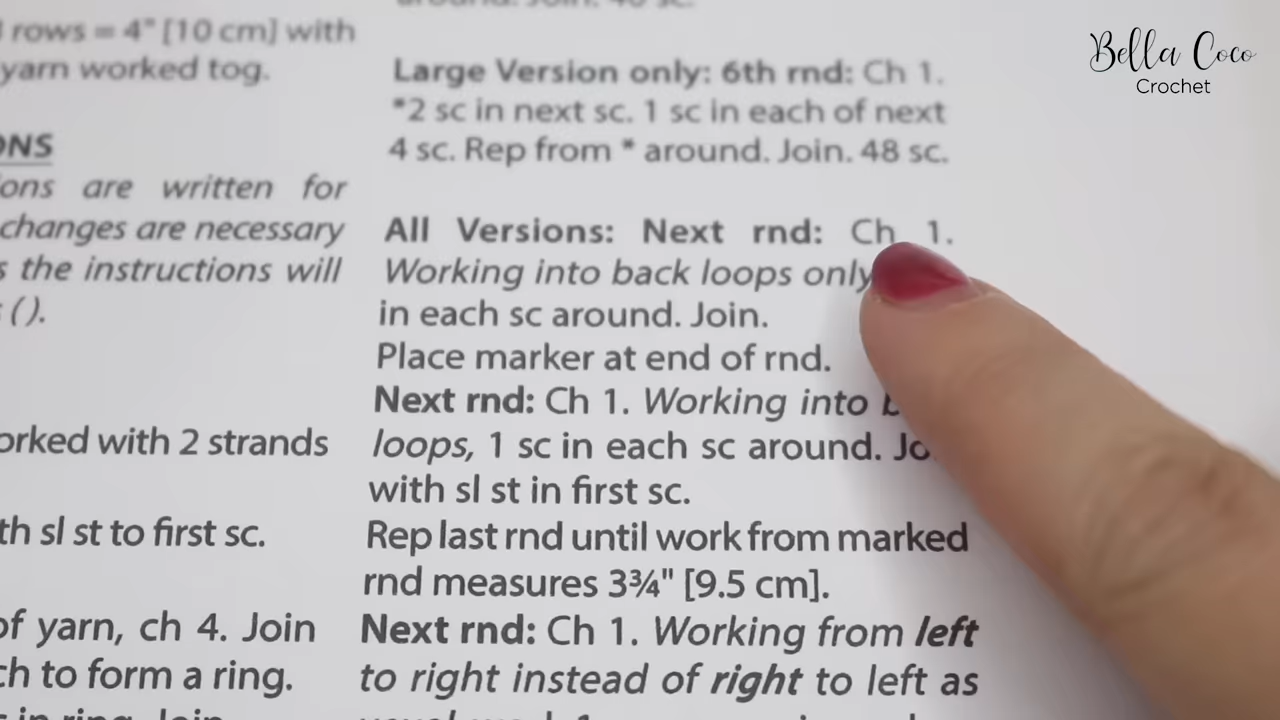 rows = 4" [10 cm] with
yarn worked tog.
are written for
changes are necessary
the instructions will
().
with 2 strands
sl st to first sc.
of yarn, ch 4. Join
to form a ring.
around. Join. 40 sc.
Large Version only: 6th rnd: Ch 1.
*2 sc in next sc. 1 sc in each of next
4 sc. Rep from * around. Join. 48 sc.
All Versions: Next rnd: Ch 1.
Working into back loops only
in each sc around. Join.
Place marker at end of rnd.
Next rnd: Ch 1. Working into
loops, 1 sc in each sc around.
with sl st in first sc.
Rep last rnd until work from marked
rnd measures 3¾" [9.5 cm].
Next rnd: Ch 1. Working from left
to right instead of right to left as
Bella Coco
Crochet